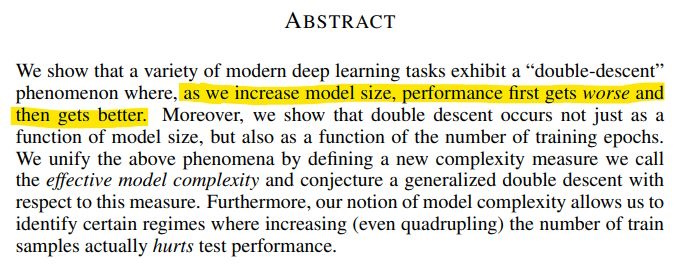 ABSTRACT
We show that a variety of modern deep learning tasks exhibit a “double-descent”
phenomenon where, as we increase model size, performance first gets worse and
then gets better. Moreover, we show that double descent occurs not just as a
function of model size, but also as a function of the number of training epochs.
We unify the above phenomena by defining a new complexity measure we call
the effective model complexity and conjecture a generalized double descent with
respect to this measure. Furthermore, our notion of model complexity allows us to
identify certain regimes where increasing (even quadrupling) the number of train
samples actually hurts test performance.